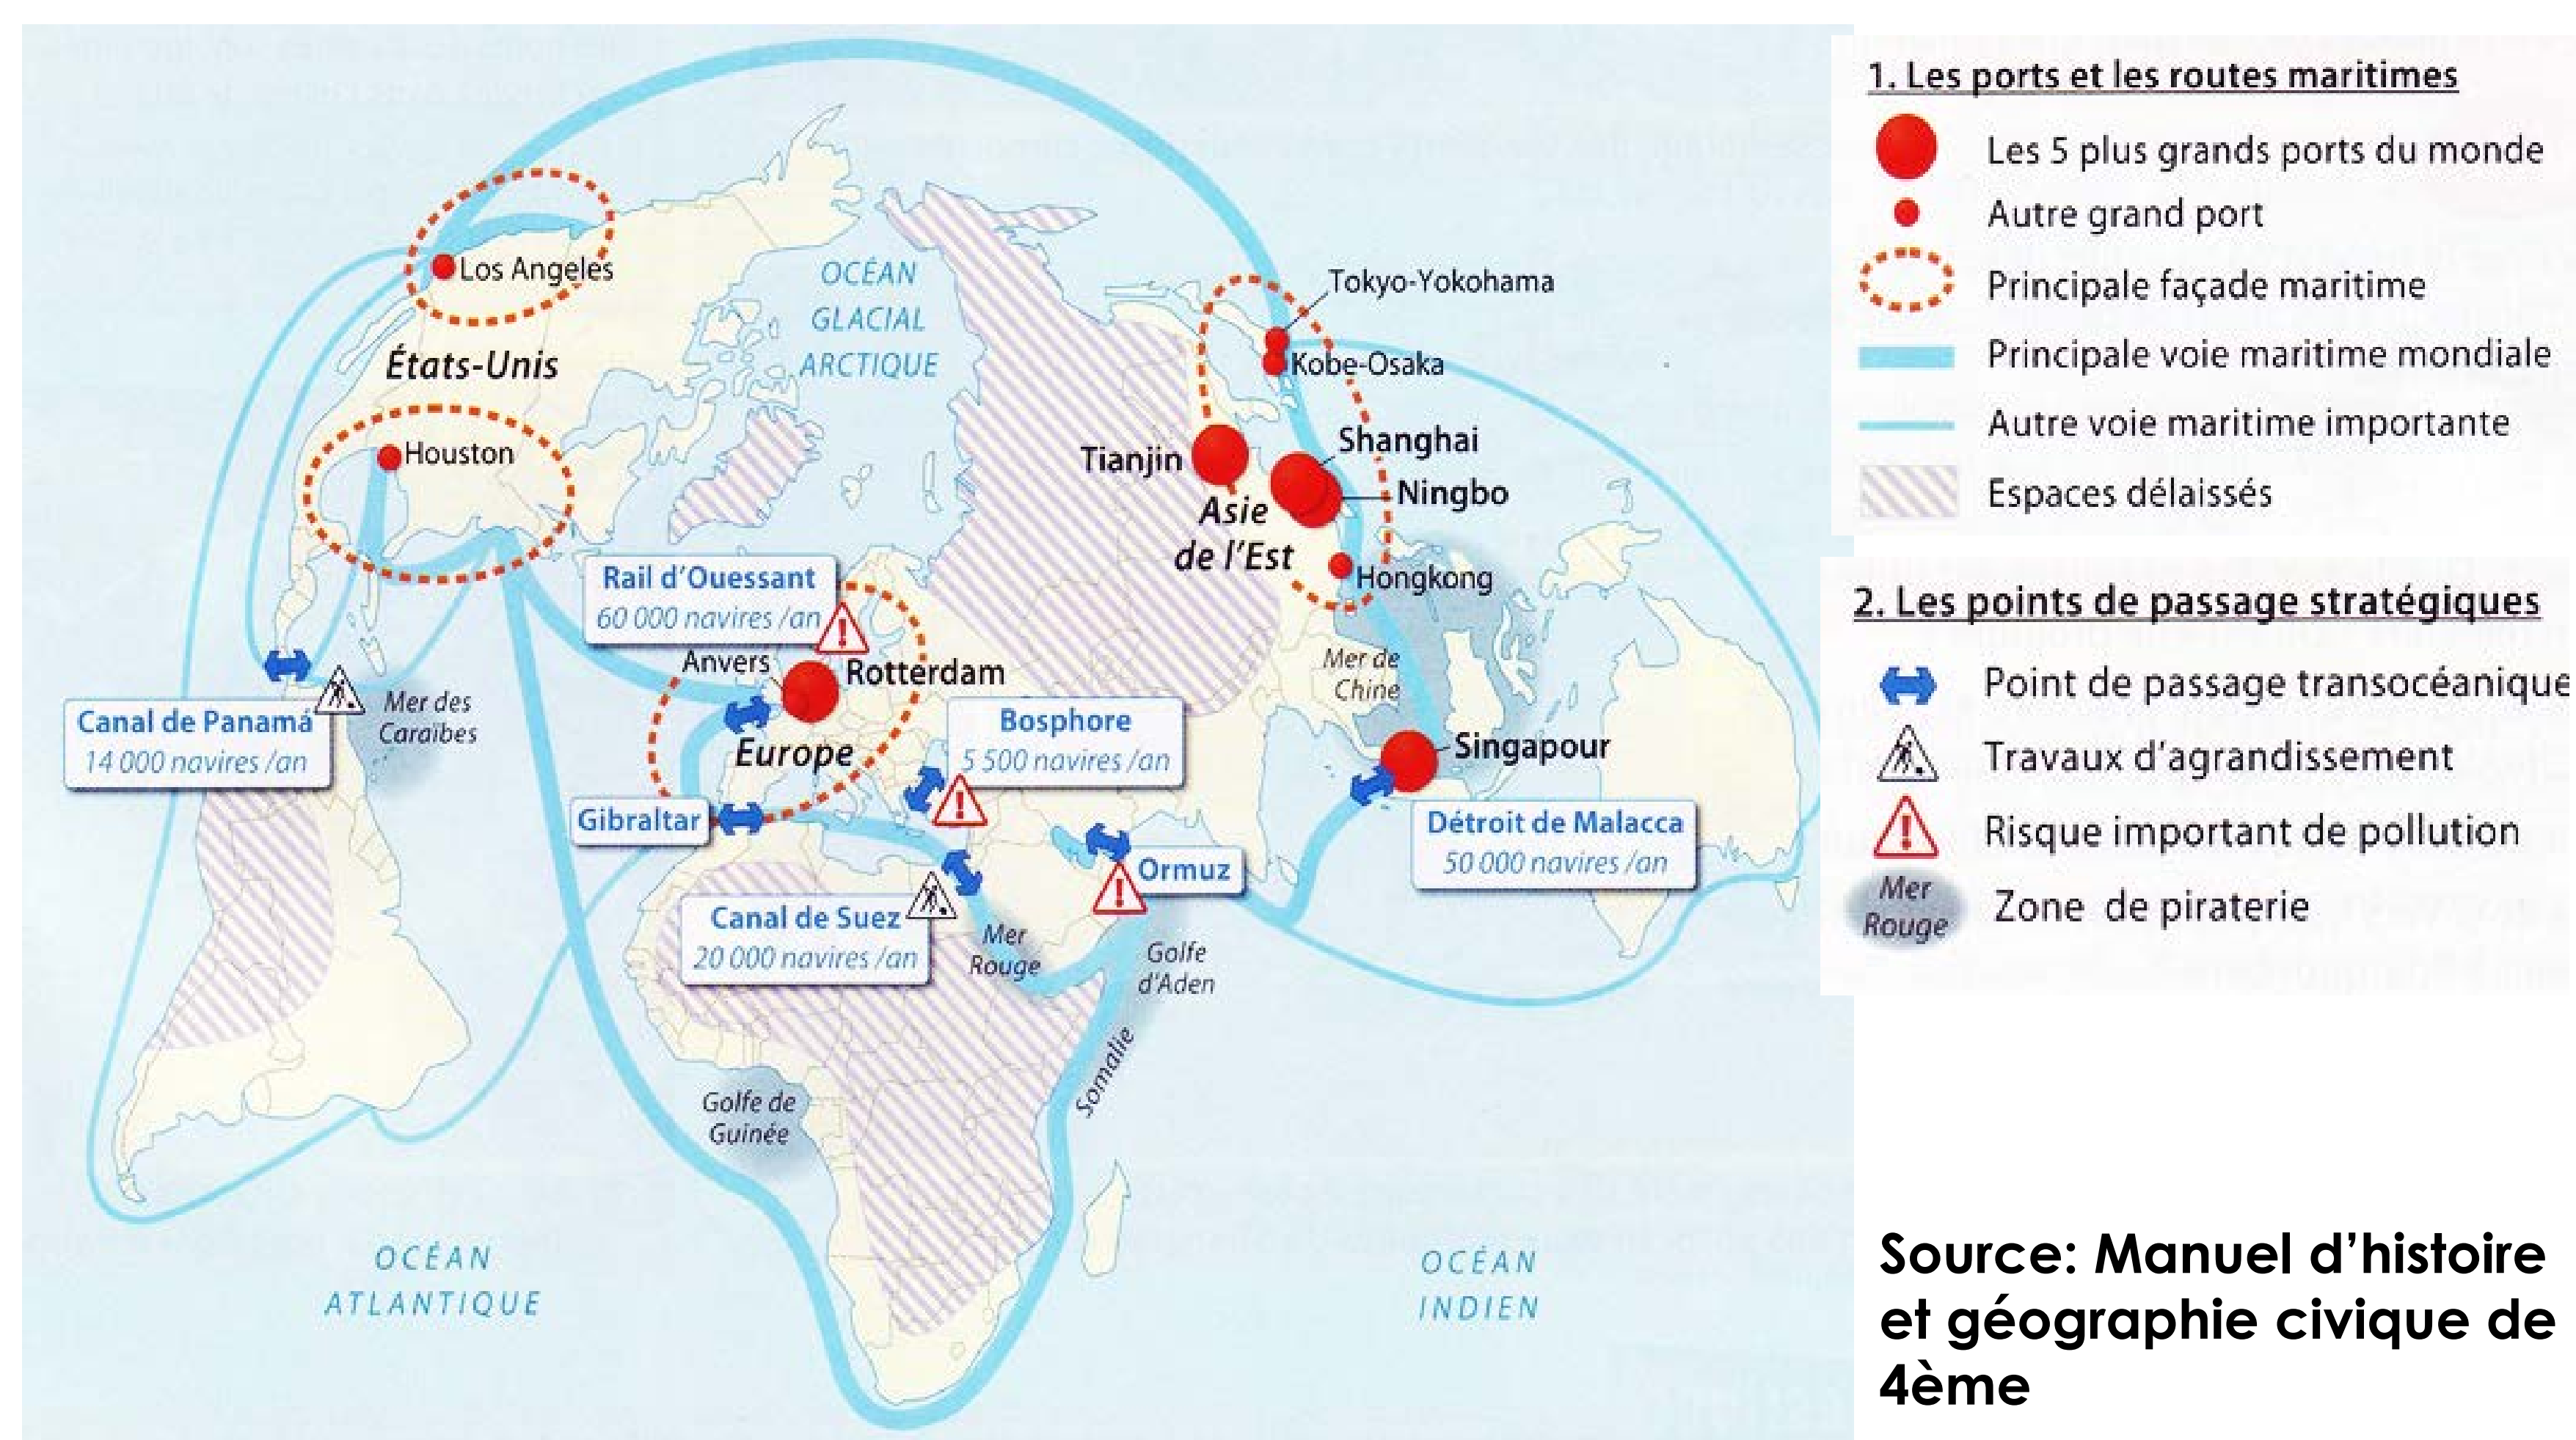 Los Angeles
États-Unis
Houston
OCÉAN
GLACIAL
ARCTIQUE
Tokyo-Yokohama
Kobe-Osaka
Shanghai
Tianjin
Ningbo
Asie
de l'Est
Hongkong
Rail d'Ouessant
60 000 navires /an
Anvers
Rotterdam
Mer de
Chine
Mer des
Caraïbes
Canal de Panamá
14 000 navires /an
Bosphore
5 500 navires /an
Europe
Singapour
Gibraltar
Détroit de Malacca
50 000 navires /an
Ormuz
Canal de Suez
20 000 navires /an
Mer
Rouge
Golfe
d'Aden
Somalie
Golfe de
Guinée
OCÉAN
ATLANTIQUE
OCÉAN
INDIEN
1. Les ports et les routes maritimes
Les 5 plus grands ports du monde
Autre grand port
Principale façade maritime
Principale voie maritime mondiale
Autre voie maritime importante
Espaces délaissés
2. Les points de passage stratégiques
Point de passage transocéanique
Travaux d'agrandissement
Risque important de pollution
Mer
Rouge
Zone de piraterie
Source: Manuel d'histoire
et géographie civique de
4ème